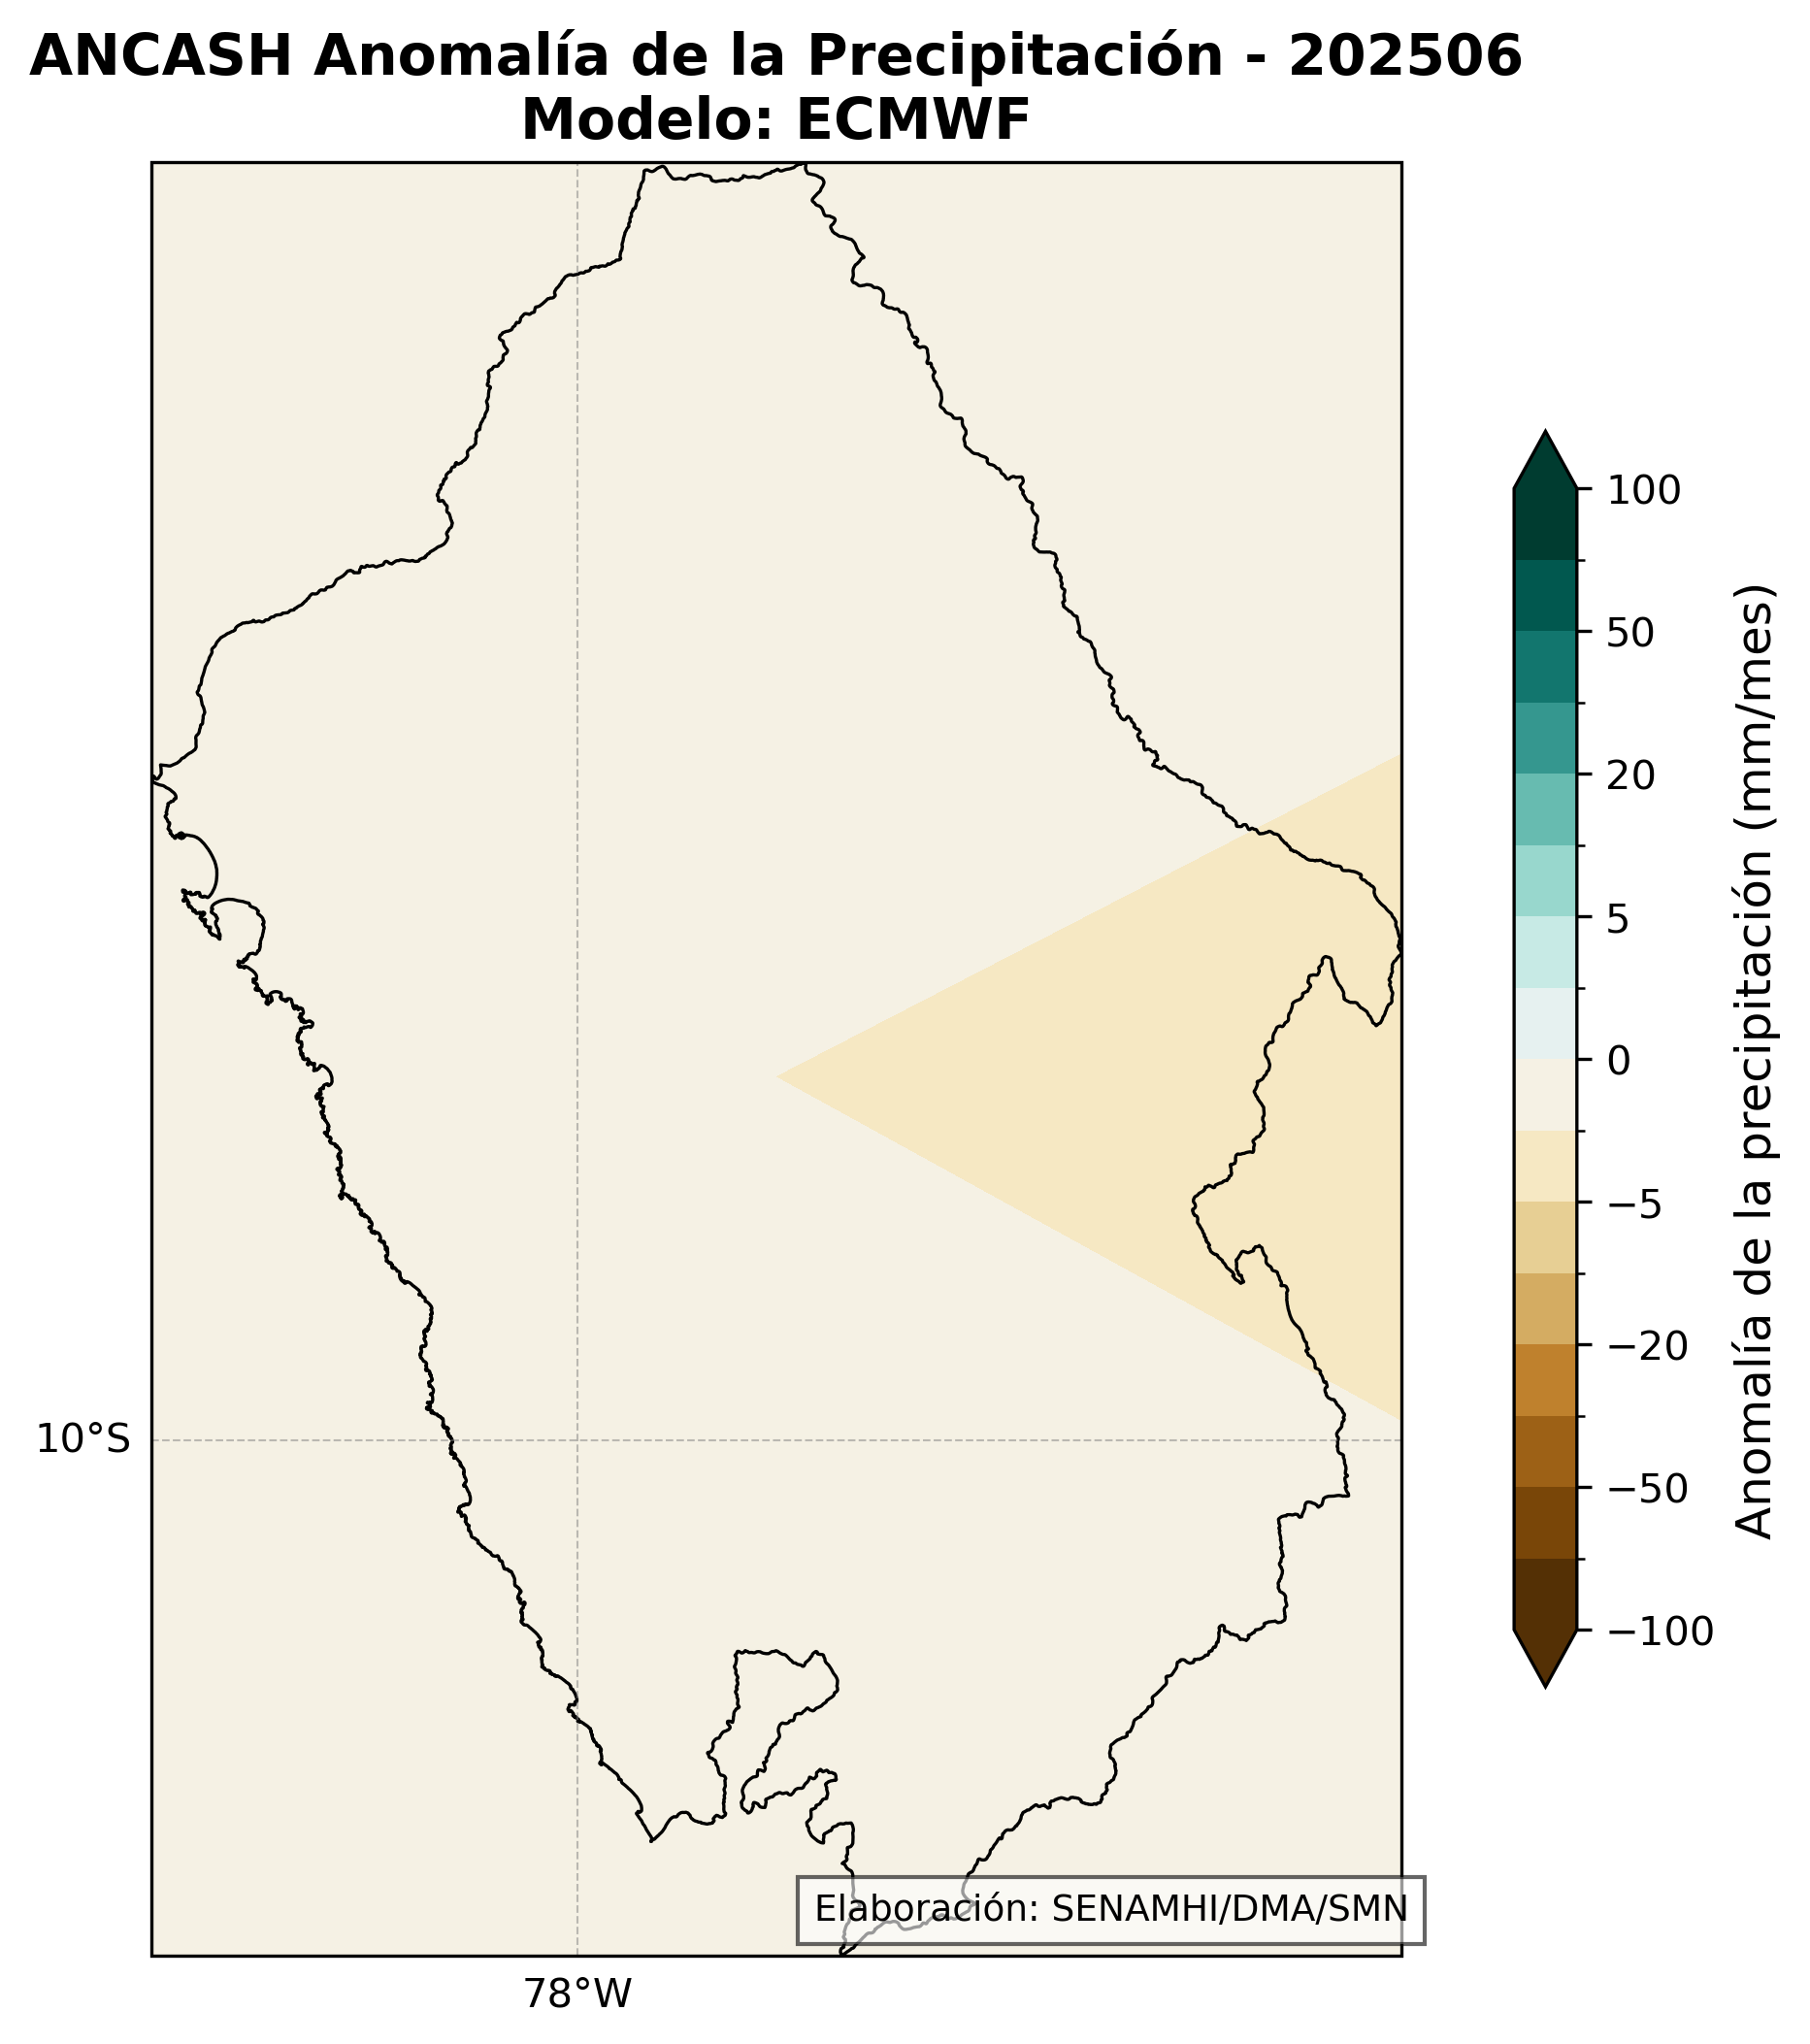 ANCASH Anomalía de la Precipitación - 202506
Modelo: ECMWF
100
50
20
5
0
−5
−20
−50
−100
Anomalía de la precipitación (mm/mes)
10°S
78°W
Elaboración: SENAMHI/DMA/SMN